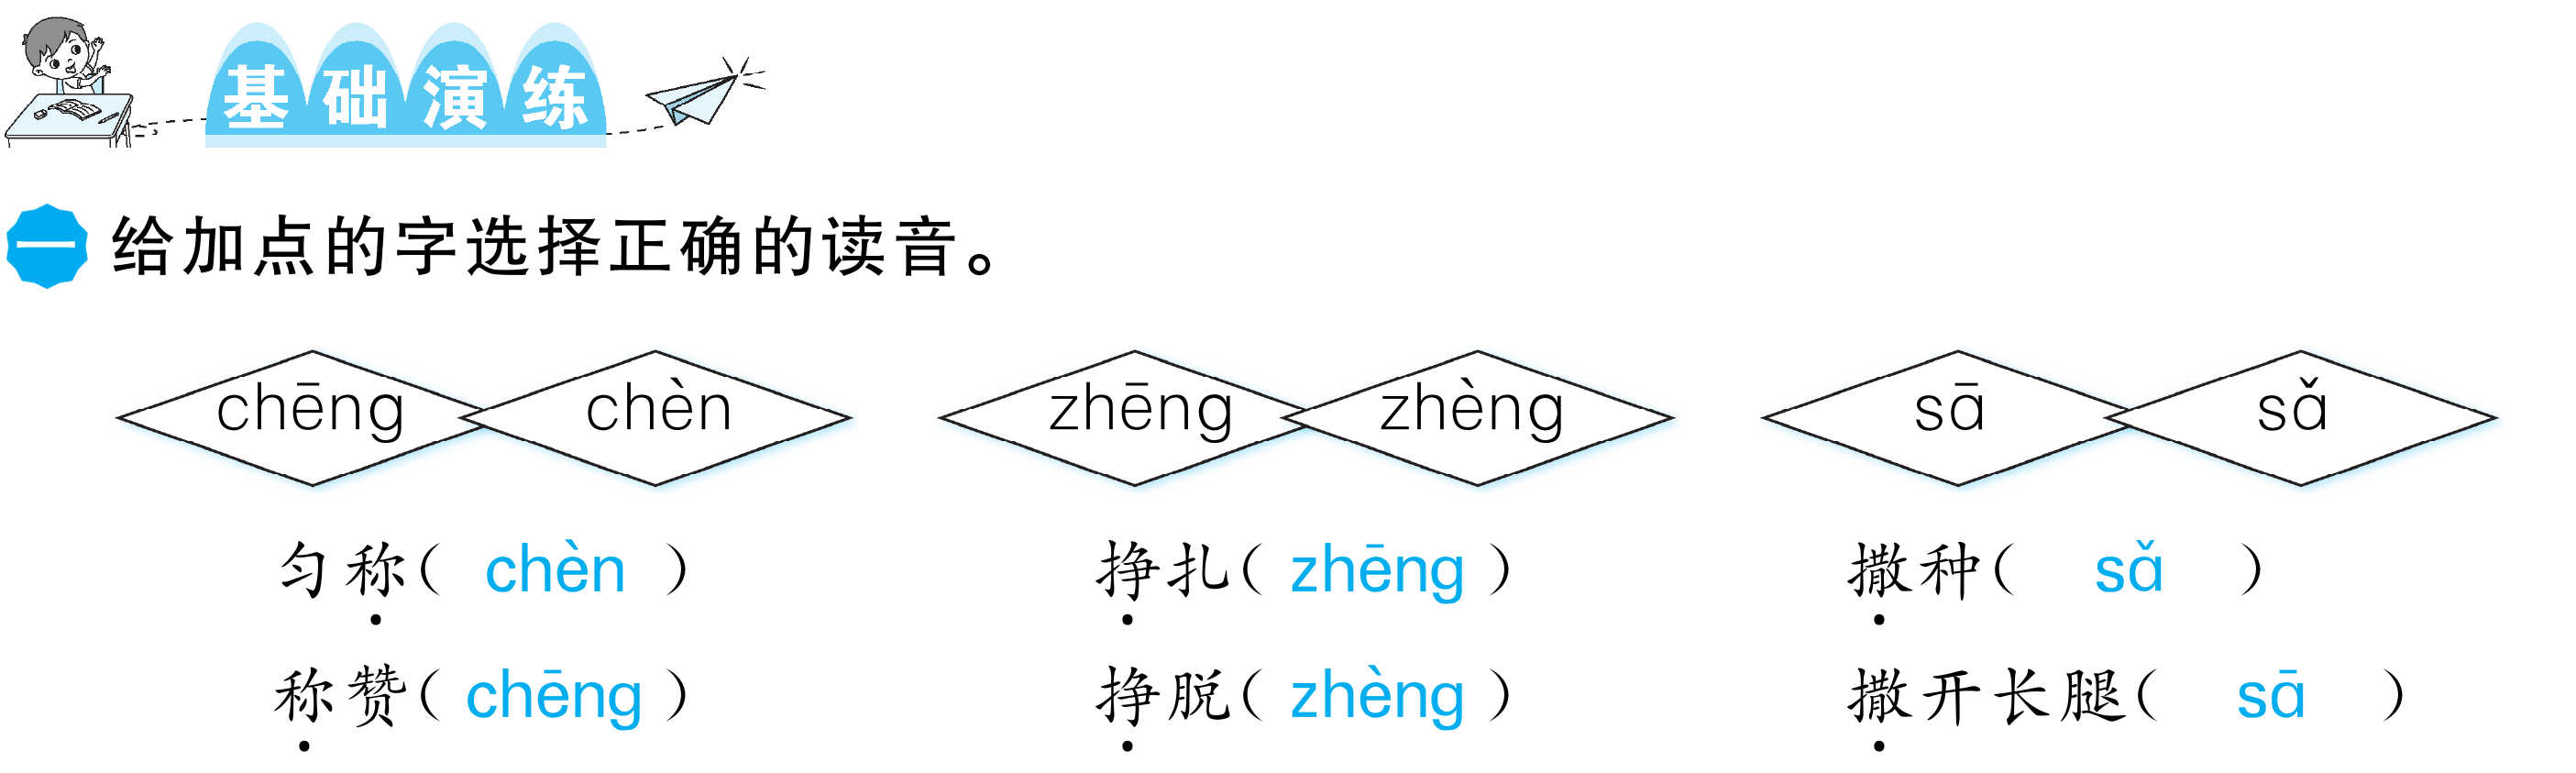 基础演练
一 给加点的字选择正确的读音。
chēng chèn zhēng zhèng sā sǎ
匀称( chèn ) 挣扎( zhēng ) 撒种( sǎ )
称赞( chēng ) 挣脱( zhèng ) 撒开长腿( sā )